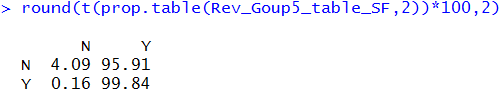 > round(t(prop.table(Rev_Goup5_table_SF,2))*100,2)
N Y
N 4.09 95.91
Y 0.16 99.84